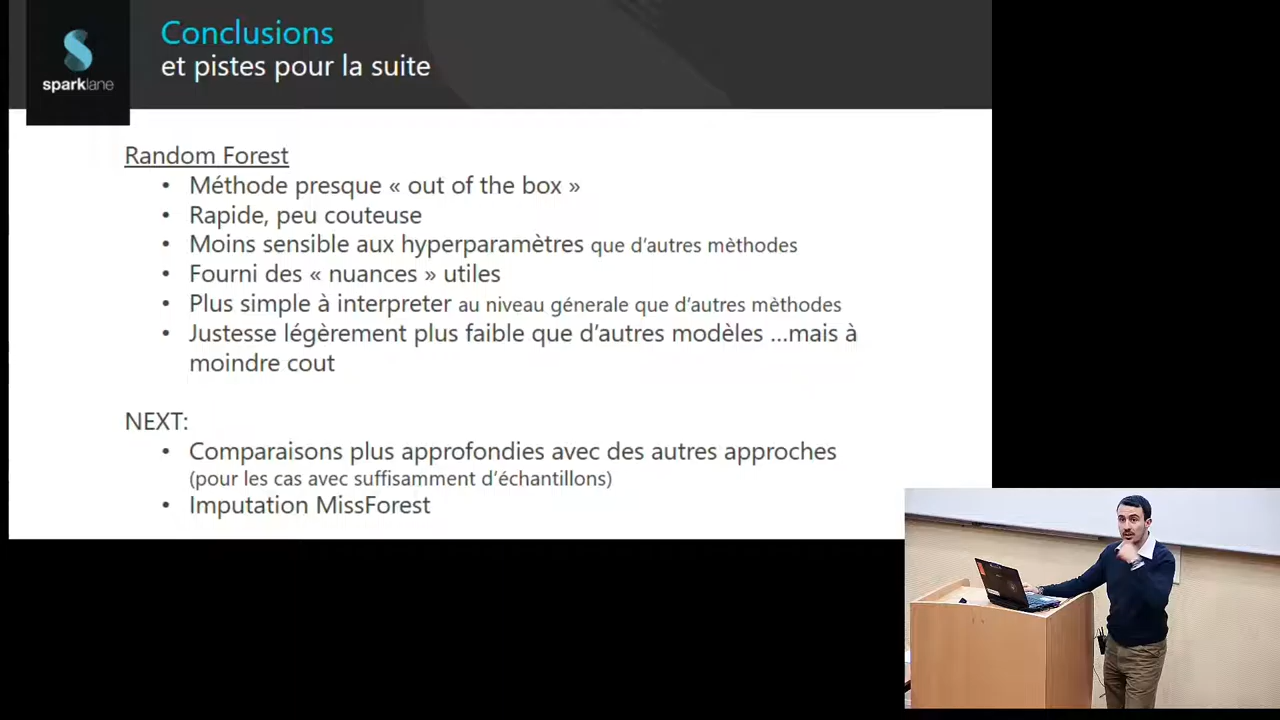 Conclusions
et pistes pour la suite
sparklane
Random Forest
• Méthode presque « out of the box »
• Rapide, peu couteuse
• Moins sensible aux hyperparamètres que d’autres mèthodes
• Fourni des « nuances » utiles
• Plus simple à interpreter au niveau génerale que d’autres mèthodes
• Justesse légèrement plus faible que d’autres modèles ...mais à
moindre cout
NEXT:
• Comparaisons plus approfondies avec des autres approches
(pour les cas avec suffisamment d’échantillons)
• Imputation MissForest